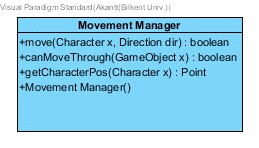 Visual Paradigm Standard(Akantt(Bilkent Univ.))
Movement Manager
+move(Character x, Direction dir) : boolean
+canMoveThrough(GameObject x) : boolean
+getCharacterPos(Character x) : Point
+Movement Manager()